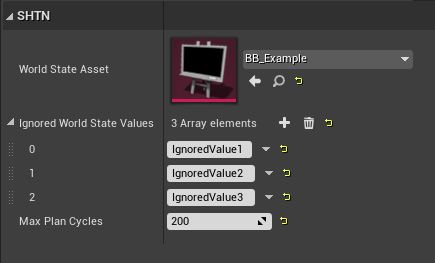 SHTN
World State Asset
BB_Example
Ignored World State Values 3 Array elements
0 IgnoredValue1
1 IgnoredValue2
2 IgnoredValue3
Max Plan Cycles 200